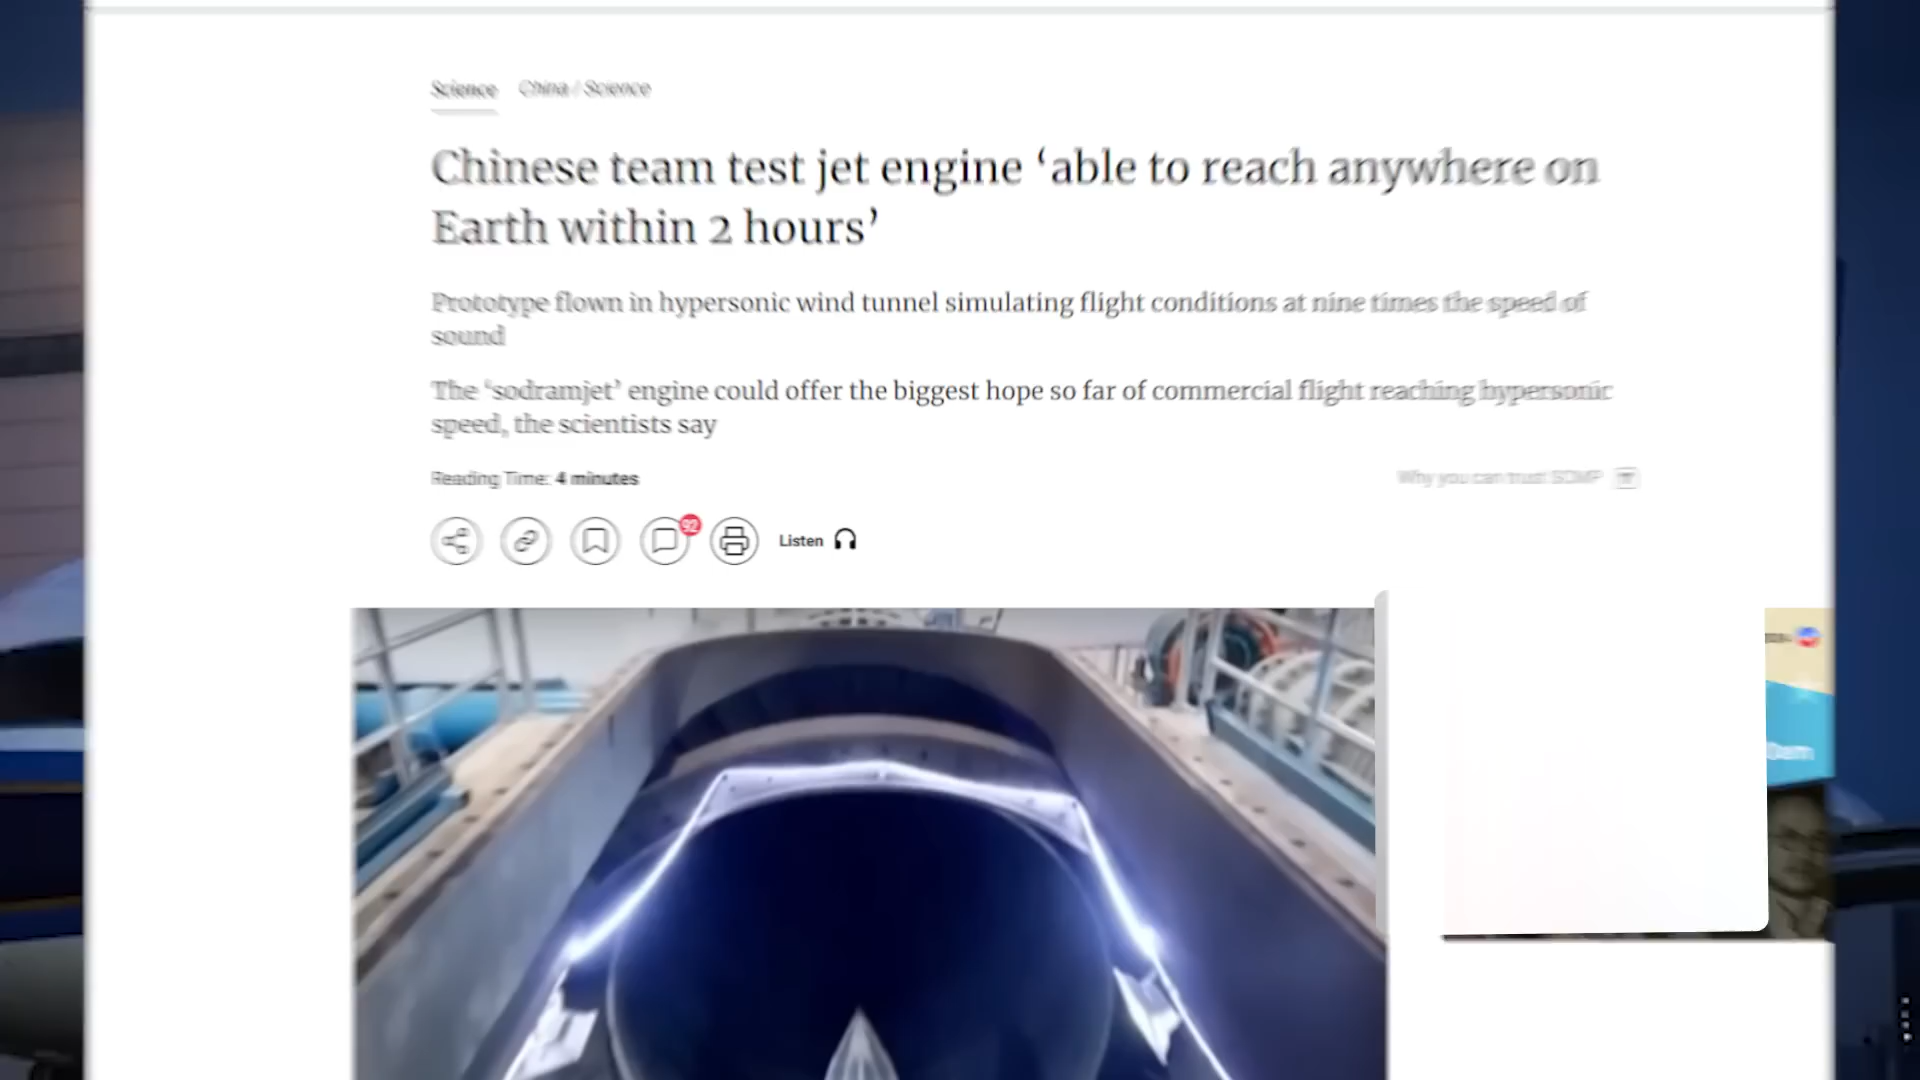 Science China / Science
Chinese team test jet engine ‘able to reach anywhere on
Earth within 2 hours’
Prototype flown in hypersonic wind tunnel simulating flight conditions at nine times the speed of
sound
The ‘sodramjet’ engine could offer the biggest hope so far of commercial flight reaching hypersonic
speed, the scientists say
Reading Time: 4 minutes
Why you can trust SCMP
92
Listen